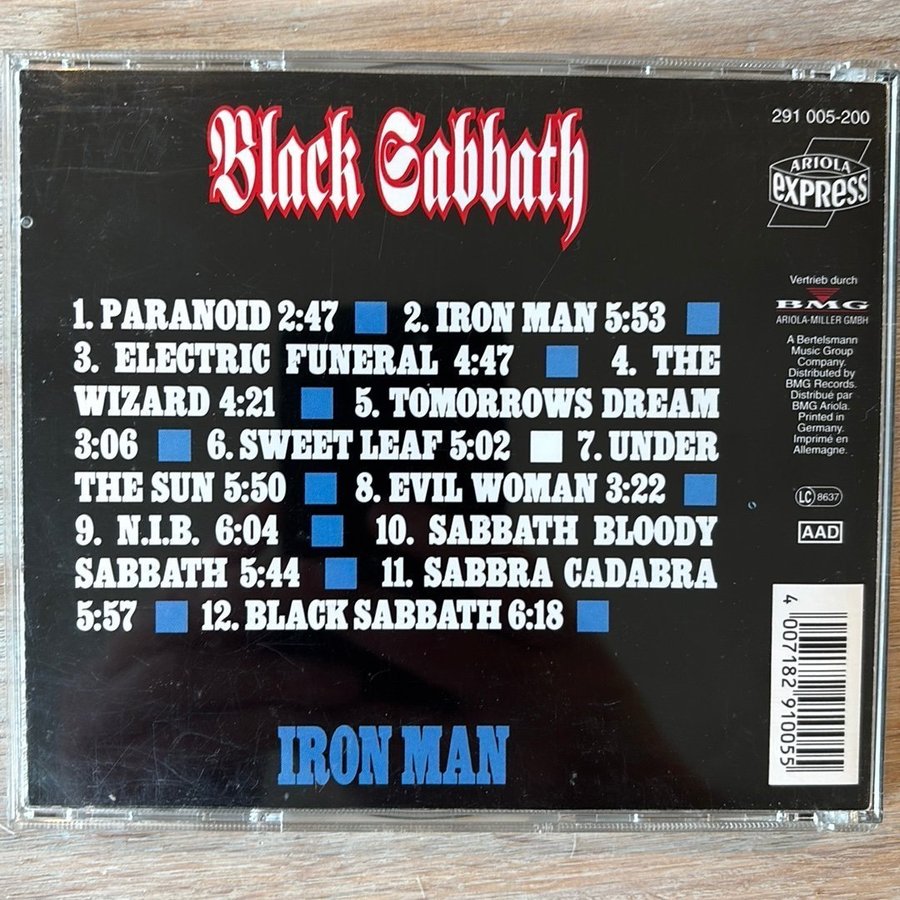 Black Sabbath
291 005-200
ARIOLA
EXPRESS
1. PARANOID 2:47 2. IRON MAN 5:53
3. ELECTRIC FUNERAL 4:47 4. THE
WIZARD 4:21 5. TOMORROWS DREAM
3:06 6. SWEET LEAF 5:02 7. UNDER
THE SUN 5:50 8. EVIL WOMAN 3:22
9. N.I.B. 6:04 10. SABBATH BLOODY
SABBATH 5:44 11. SABBRA CADABRA
5:57 12. BLACK SABBATH 6:18
IRON MAN
Vertrieb durch
BMG
ARIOLA-MILLER GMBH
A Bertelsmann
Music Group
Company.
Distributed by
BMG Records.
Distribué par
BMG Ariola.
Printed in
Germany.
Imprimé en
Allemagne.
LC 8637
AAD
4 007182 910055